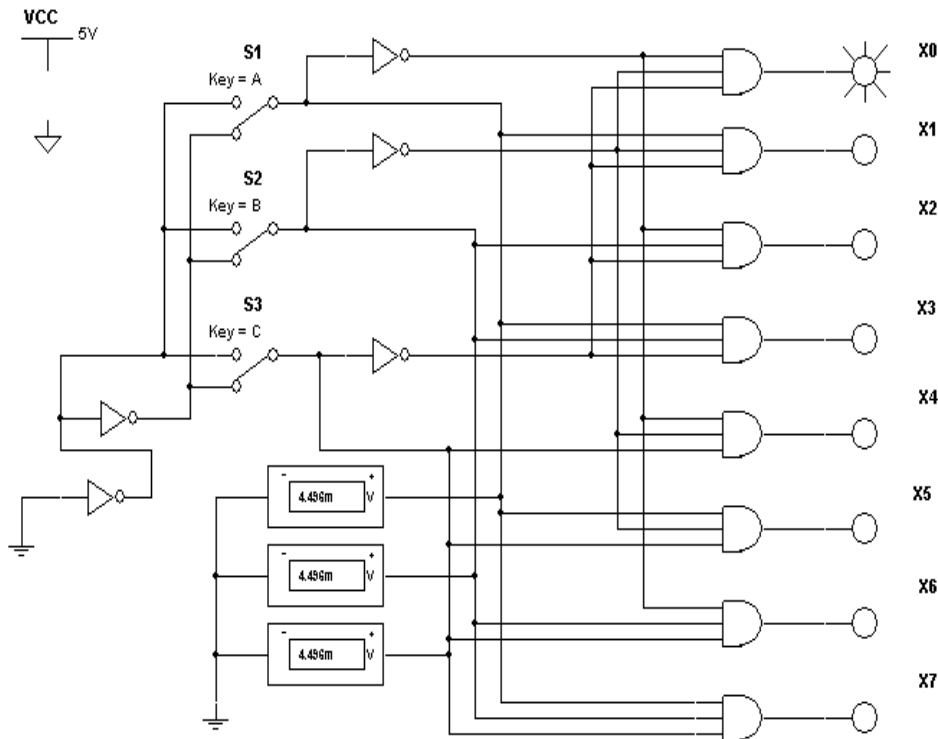 VCC
5V
S1
Key = A
S2
Key = B
S3
Key = C
- +
4.496m V
- +
4.496m V
- +
4.496m V
X0
X1
X2
X3
X4
X5
X6
X7